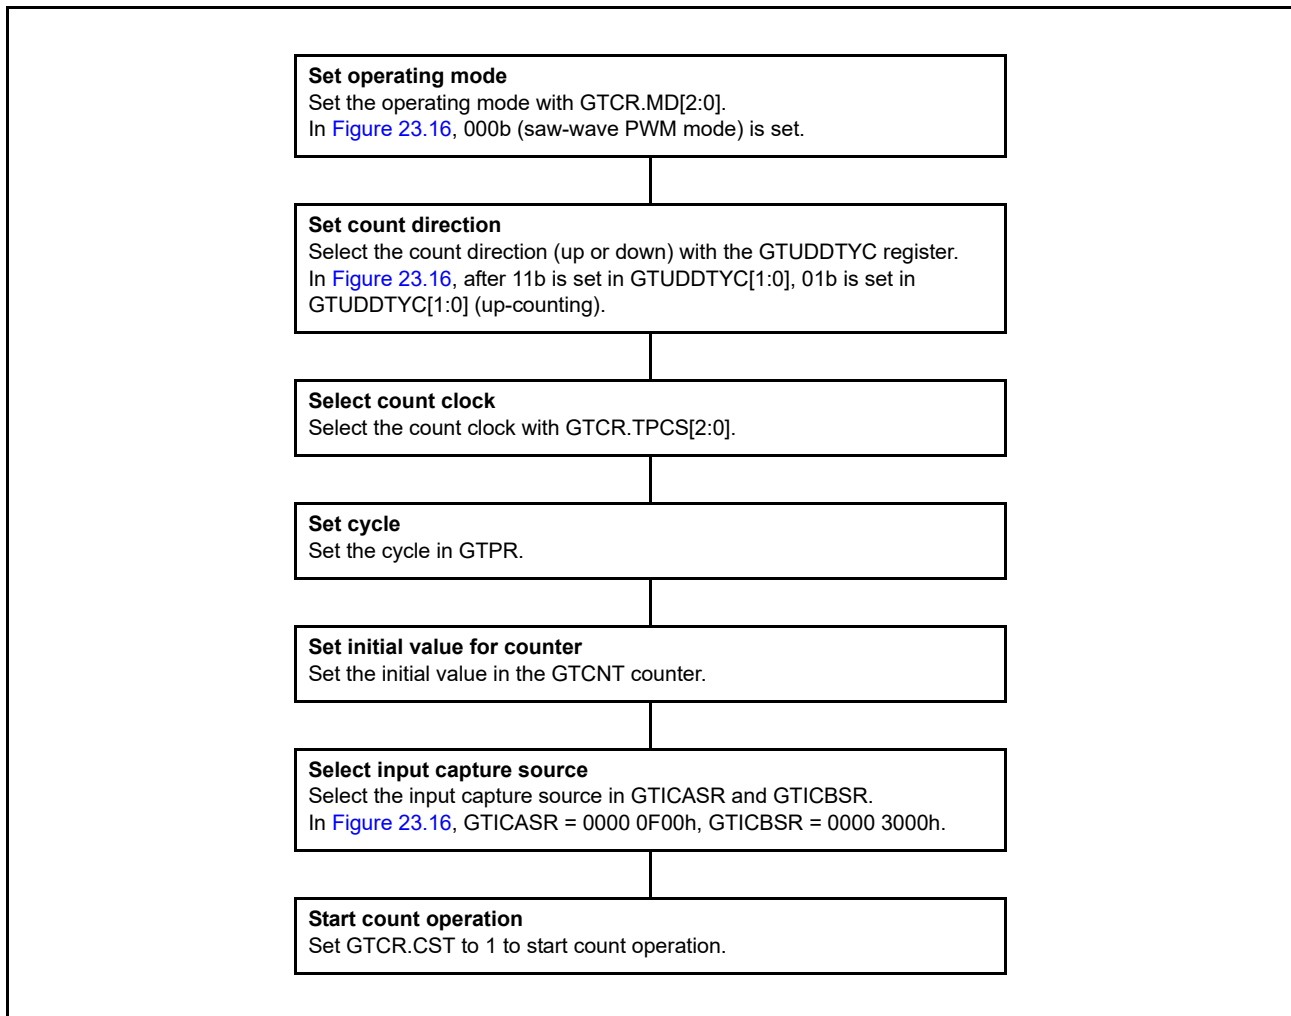 Set operating mode
Set the operating mode with GTCR.MD[2:0].
In Figure 23.16, 000b (saw-wave PWM mode) is set.
Set count direction
Select the count direction (up or down) with the GTUDDTYC register.
In Figure 23.16, after 11b is set in GTUDDTYC[1:0], 01b is set in
GTUDDTYC[1:0] (up-counting).
Select count clock
Select the count clock with GTCR.TPCS[2:0].
Set cycle
Set the cycle in GTPR.
Set initial value for counter
Set the initial value in the GTCNT counter.
Select input capture source
Select the input capture source in GTICASR and GTICBSR.
In Figure 23.16, GTICASR = 0000 0F00h, GTICBSR = 0000 3000h.
Start count operation
Set GTCR.CST to 1 to start count operation.